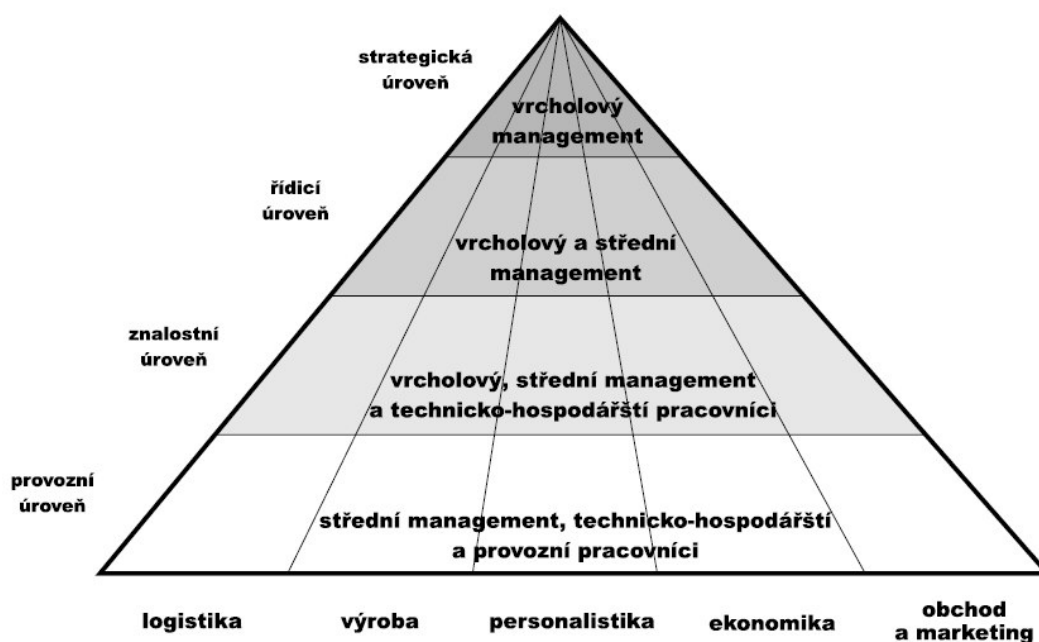 strategická
úroveň
vrcholový
management
řídicí
úroveň
vrcholový a střední
management
znalostní
úroveň
vrcholový, střední management
a technicko-hospodářští pracovníci
provozní
úroveň
střední management, technicko-hospodářští
a provozní pracovníci
logistika
výroba
personalistika
ekonomika
obchod
a marketing